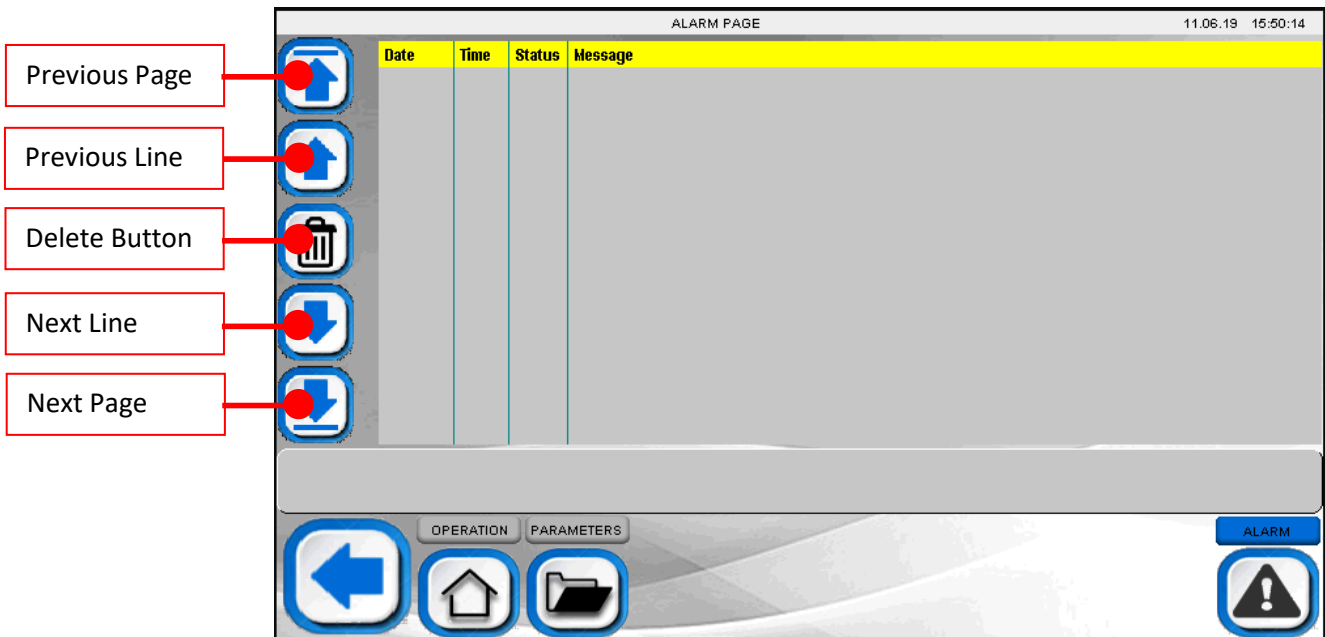 ALARM PAGE 11.06.19 15:50:14
Date Time Status Message
Previous Page
Previous Line
Delete Button
Next Line
Next Page
OPERATION PARAMETERS ALARM